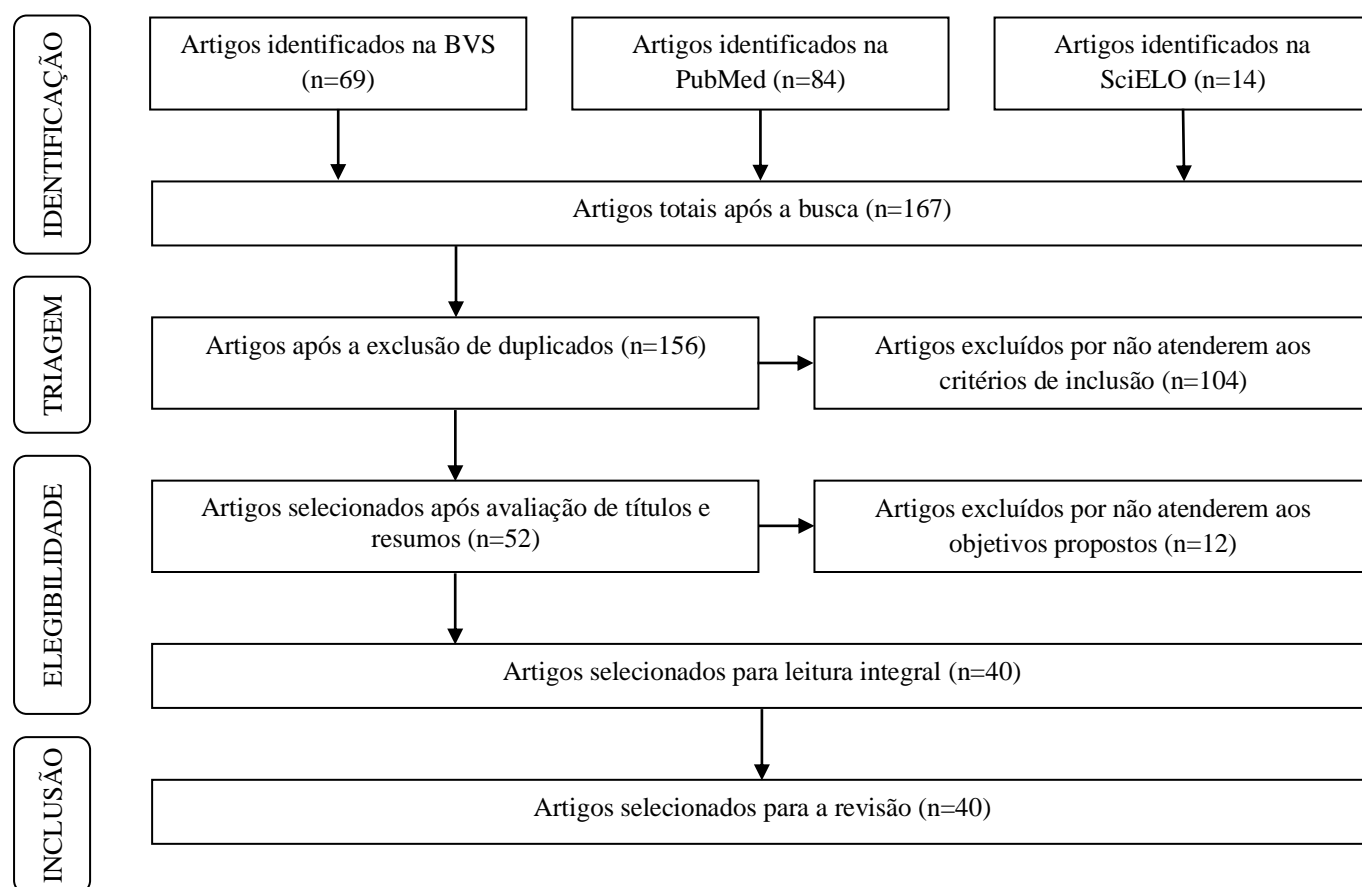 IDENTIFICAÇÃO
Artigos identificados na BVS
(n=69)
Artigos identificados na
PubMed (n=84)
Artigos identificados na
SciELO (n=14)
Artigos totais após a busca (n=167)
TRIAGEM
Artigos após a exclusão de duplicados (n=156)
Artigos excluídos por não atenderem aos
critérios de inclusão (n=104)
ELEGIBILIDADE
Artigos selecionados após avaliação de títulos e
resumos (n=52)
Artigos excluídos por não atenderem aos
objetivos propostos (n=12)
Artigos selecionados para leitura integral (n=40)
INCLUSÃO
Artigos selecionados para a revisão (n=40)